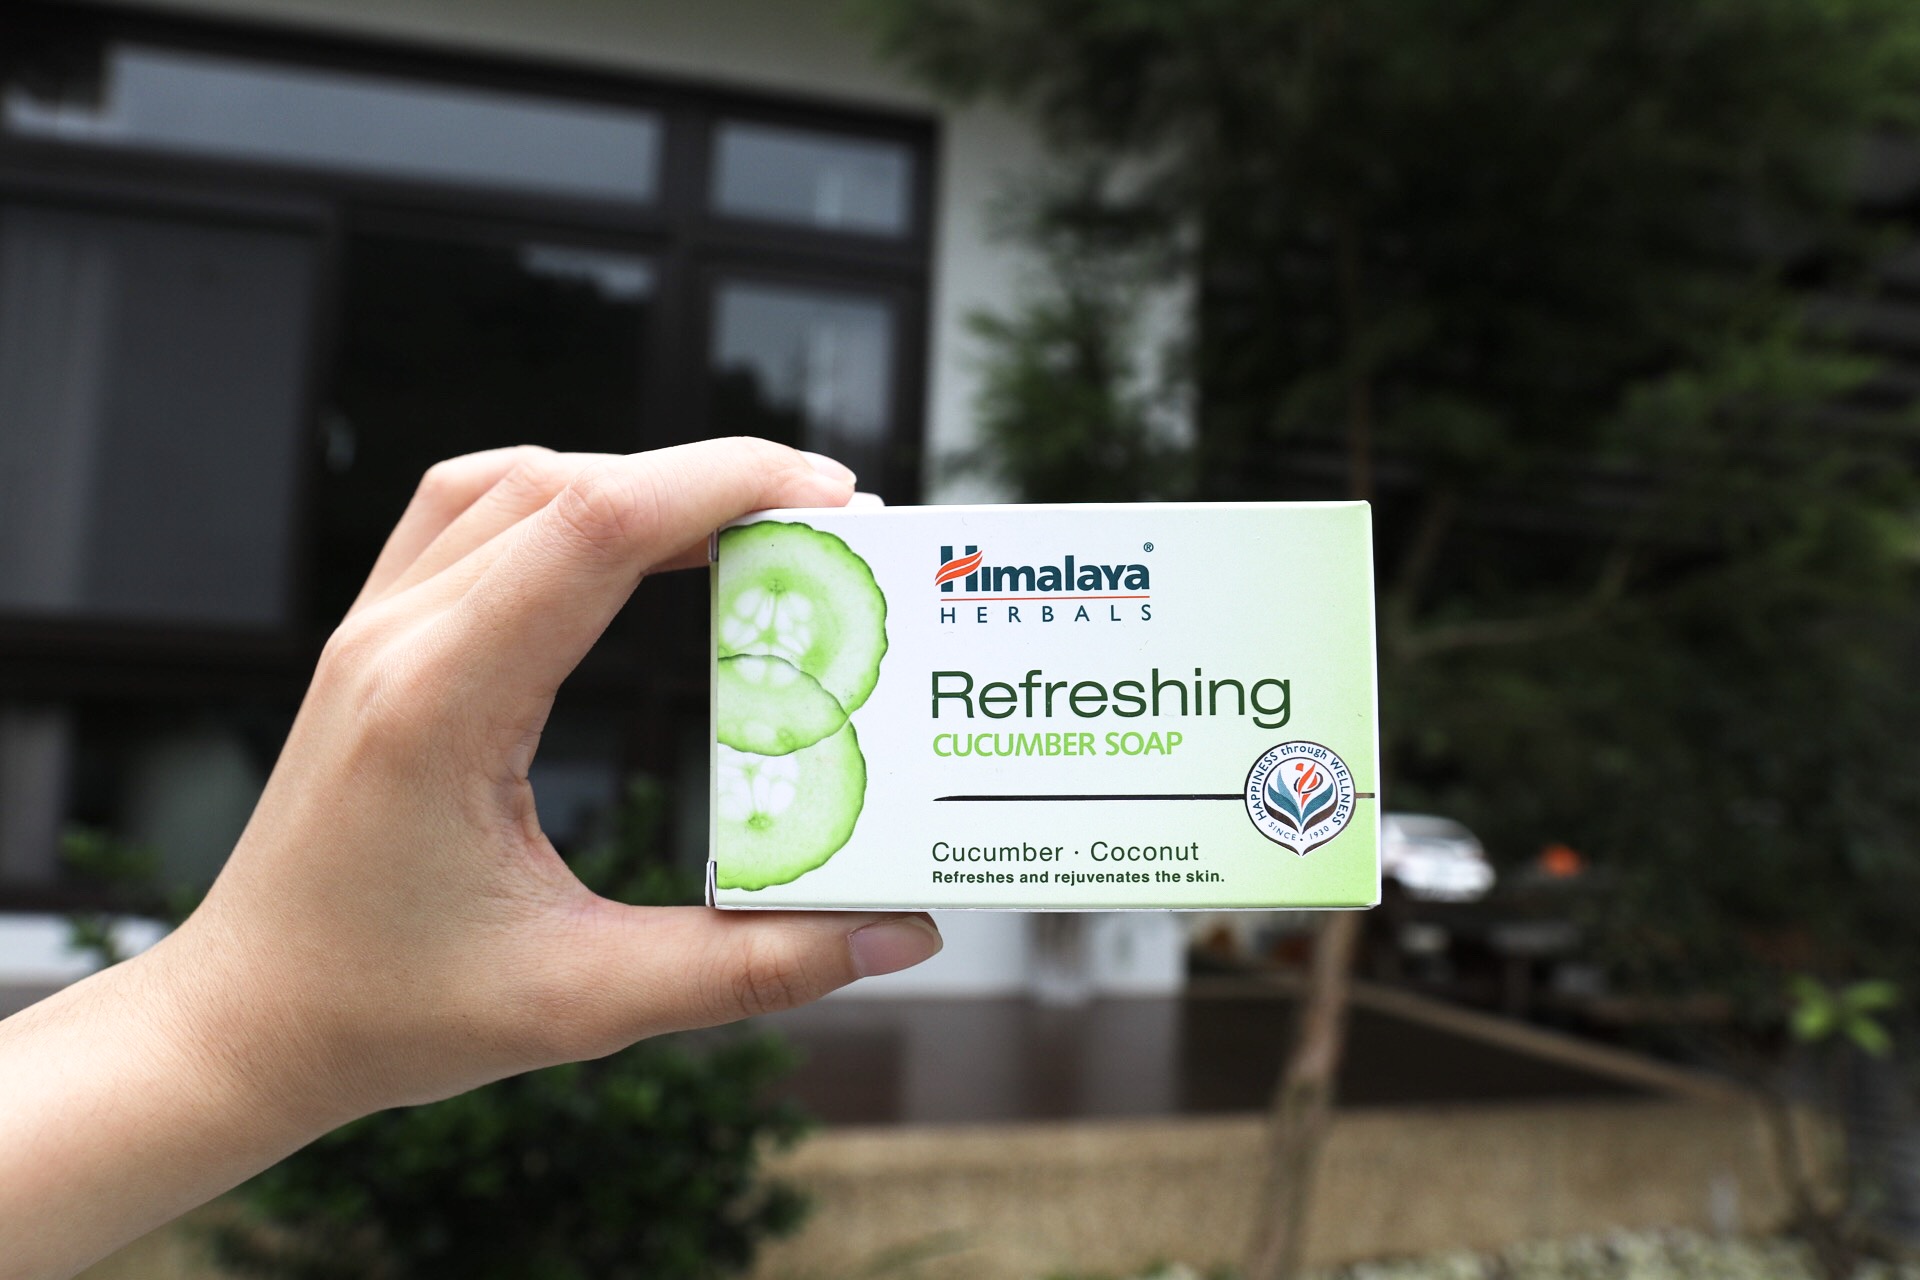 Himalaya®
HERBALS
Refreshing
CUCUMBER SOAP
HAPPINESS through WELLNESS
SINCE • 1930
Cucumber · Coconut
Refreshes and rejuvenates the skin.